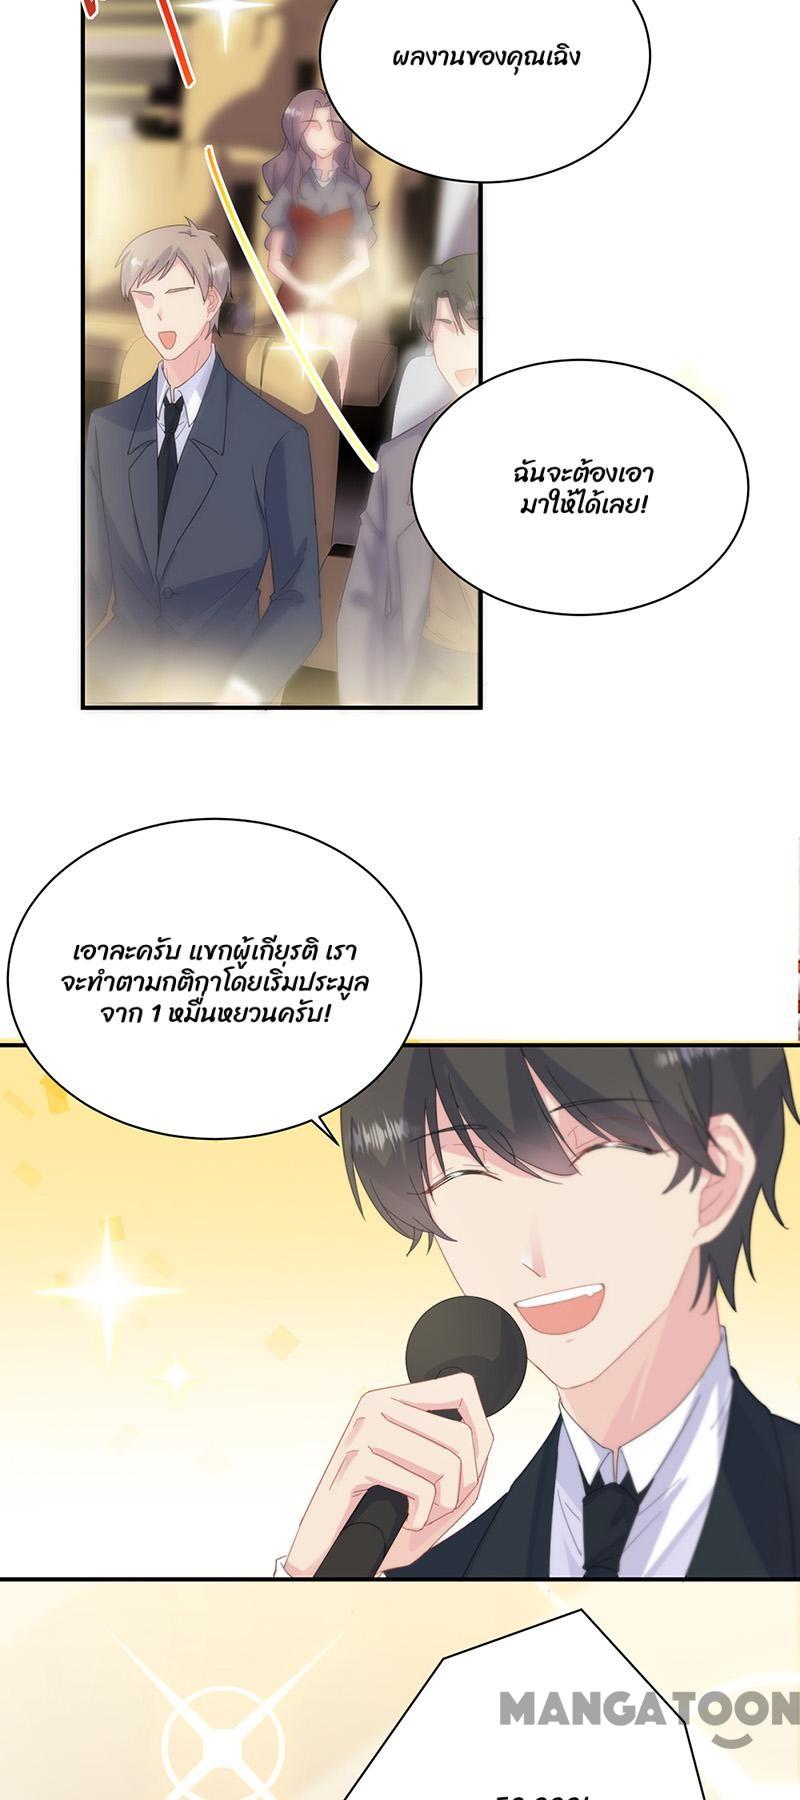 ผลงานของคุณเฉิง
ฉันจะต้องเอา
มาให้ได้เลย!
เอาละครับ แขกผู้เกียรติ เรา
จะทำตามกติกาโดยเริ่มประมูล
จาก 1 หมื่นหยวนครับ!
MANGATOON